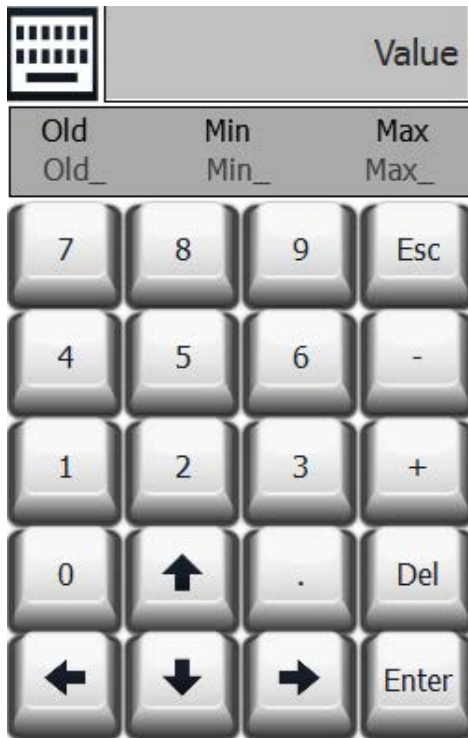 Value
Old Min Max
Old_ Min_ Max_
7 8 9 Esc
4 5 6 -
1 2 3 +
0 . Del
Enter